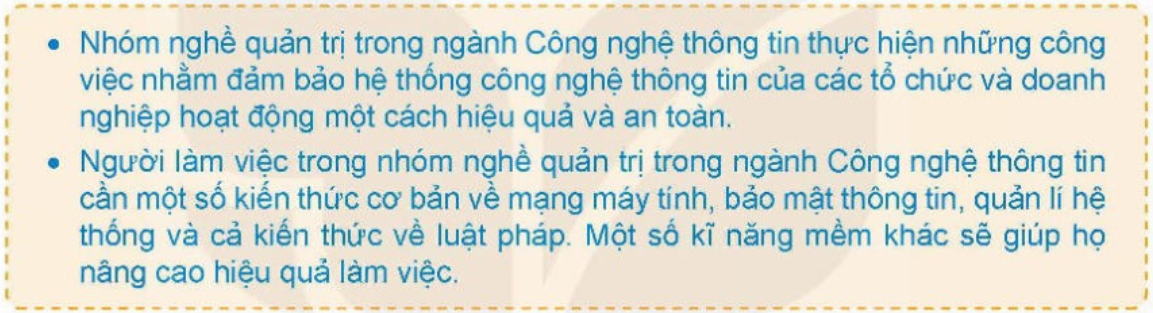 • Nhóm nghề quản trị trong ngành Công nghệ thông tin thực hiện những công
việc nhằm đảm bảo hệ thống công nghệ thông tin của các tổ chức và doanh
nghiệp hoạt động một cách hiệu quả và an toàn.
• Người làm việc trong nhóm nghề quản trị trong ngành Công nghệ thông tin
cần một số kiến thức cơ bản về mạng máy tính, bảo mật thông tin, quản lí hệ
thống và cả kiến thức về luật pháp. Một số kĩ năng mềm khác sẽ giúp họ
nâng cao hiệu quả làm việc.